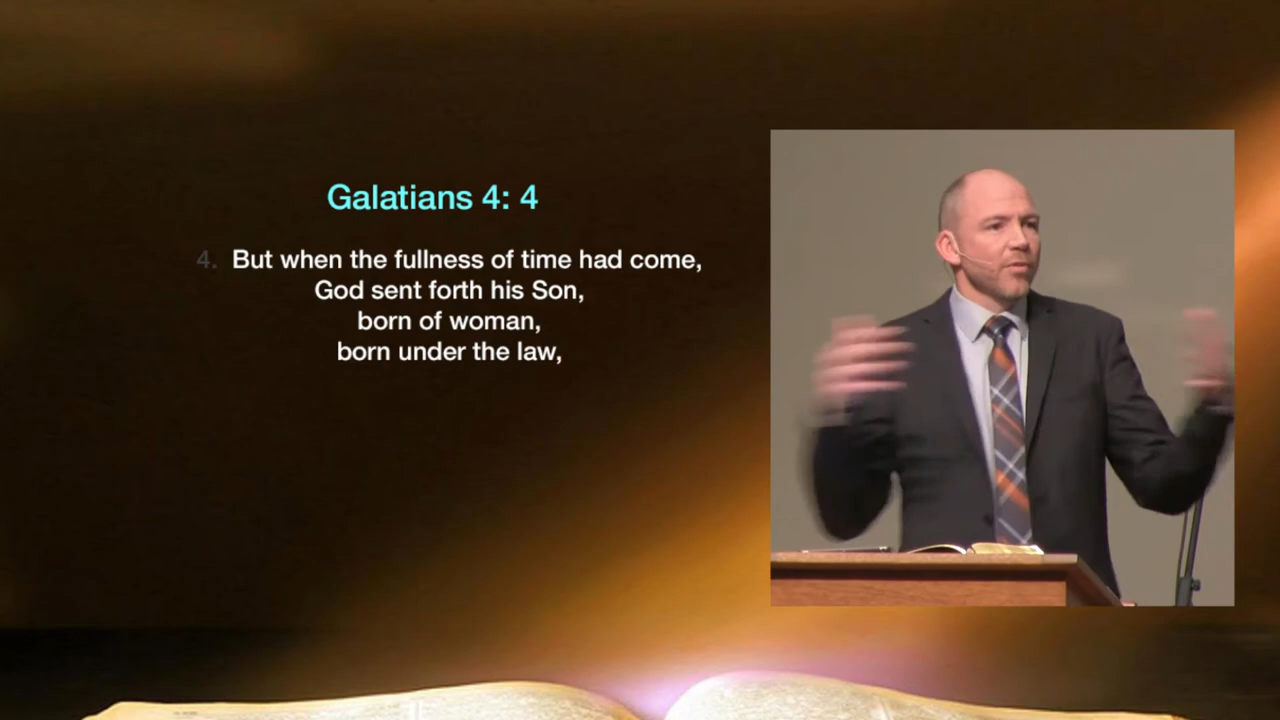 Galatians 4: 4
4. But when the fullness of time had come,
God sent forth his Son,
born of woman,
born under the law,